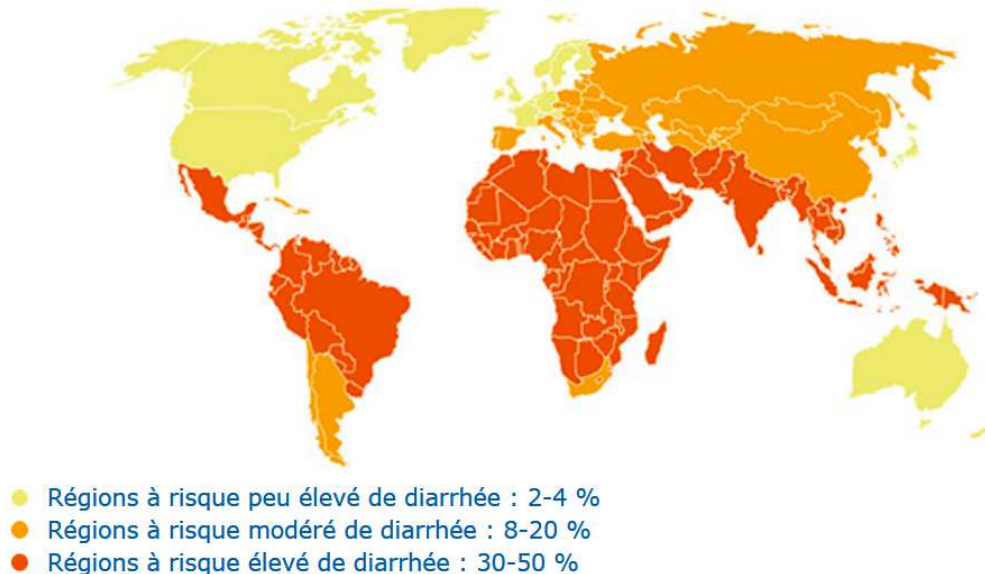 Régions à risque peu élevé de diarrhée : 2-4 %
Régions à risque modéré de diarrhée : 8-20 %
Régions à risque élevé de diarrhée : 30-50 %